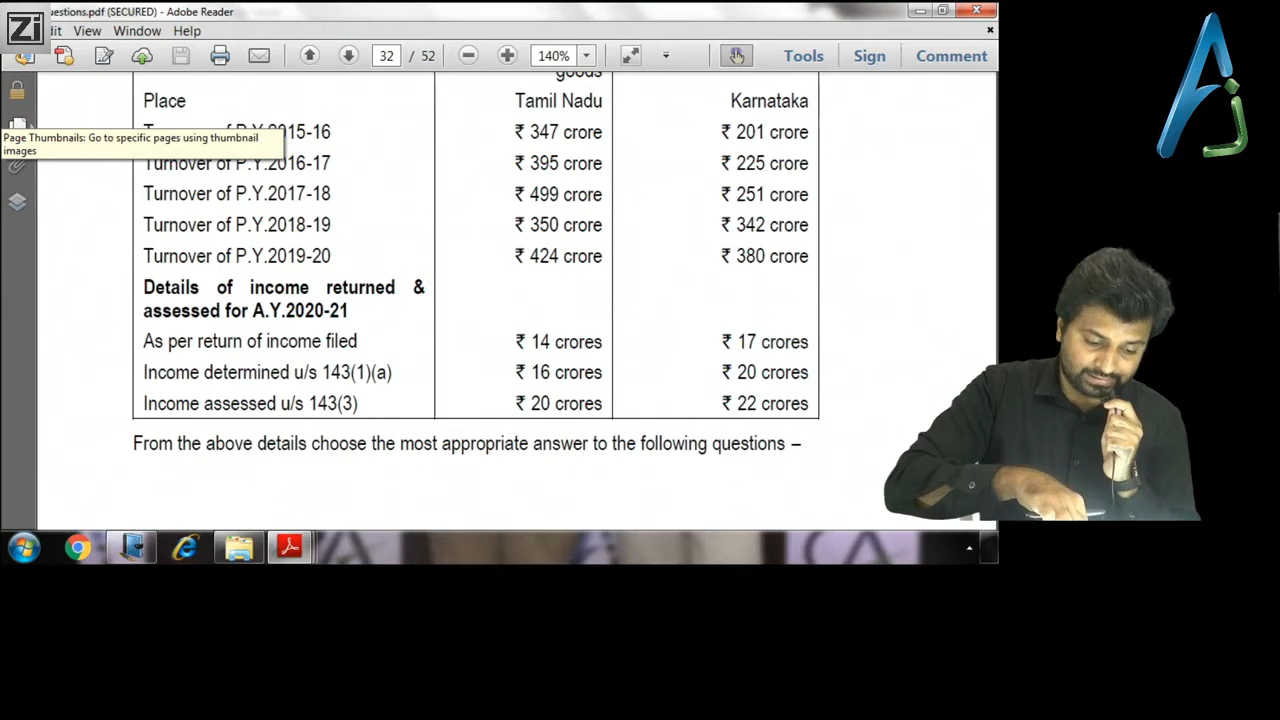 Zi
uestions.pdf (SECURED) - Adobe Reader
dit View Window Help
32 / 52 140% Tools Sign Comment
goods
Place Tamil Nadu Karnataka
2015-16 ₹ 347 crore ₹ 201 crore
Page Thumbnails: Go to specific pages using thumbnail
images
Turnover of P.Y.2016-17 ₹ 395 crore ₹ 225 crore
Turnover of P.Y.2017-18 ₹ 499 crore ₹ 251 crore
Turnover of P.Y.2018-19 ₹ 350 crore ₹ 342 crore
Turnover of P.Y.2019-20 ₹ 424 crore ₹ 380 crore
Details of income returned &
assessed for A.Y.2020-21
As per return of income filed ₹ 14 crores ₹ 17 crores
Income determined u/s 143(1)(a) ₹ 16 crores ₹ 20 crores
Income assessed u/s 143(3) ₹ 20 crores ₹ 22 crores
From the above details choose the most appropriate answer to the following questions –